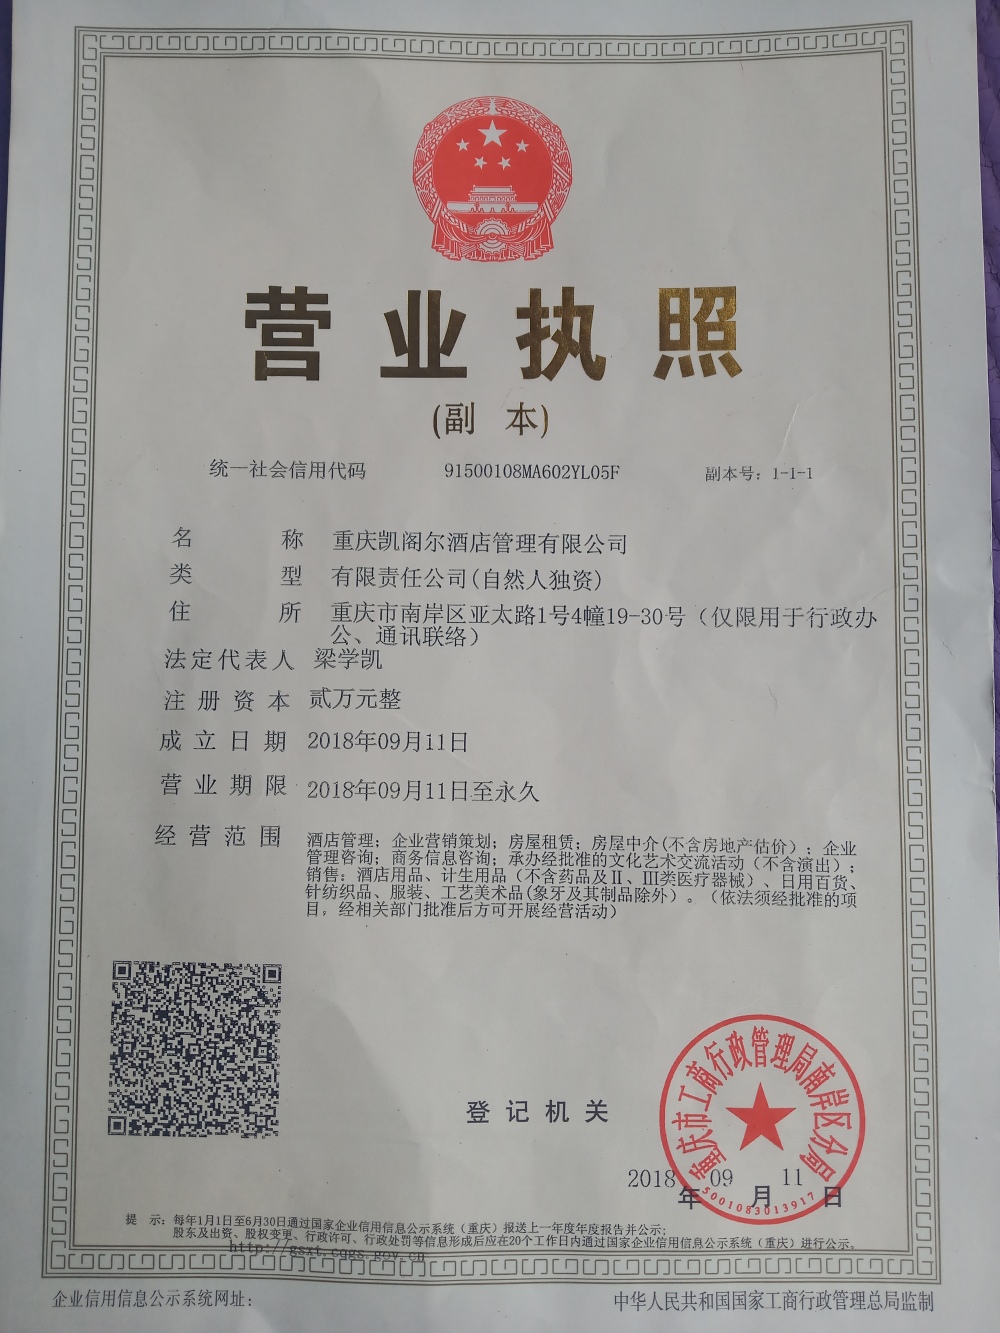 营业执照
(副 本)
统一社会信用代码 91500108MA602YL05F 副本号：1-1-1
名 称 重庆凯阁尔酒店管理有限公司
类 型 有限责任公司(自然人独资)
住 所 重庆市南岸区亚太路1号4幢19-30号（仅限用于行政办
公、通讯联络）
法定代表人 梁学凯
注册资本 贰万元整
成立日期 2018年09月11日
营业期限 2018年09月11日至永久
经营范围 酒店管理；企业营销策划；房屋租赁；房屋中介(不含房地产估价）；企业
管理咨询；商务信息咨询；承办经批准的文化艺术交流活动（不含演出）；
销售：酒店用品、计生用品（不含药品及Ⅱ、Ⅲ类医疗器械）、日用百货、
针纺织品、服装、工艺美术品(象牙及其制品除外）。（依法须经批准的项
目，经相关部门批准后方可开展经营活动）
登记机关
重庆市工商行政管理局南岸区分局
5001083013917
2018年09月11日
提 示：每年1月1日至6月30日通过国家企业信用信息公示系统（重庆）报送上一年度年度报告并公示；
股东及出资、股权变更、行政许可、行政处罚等信息形成后应在20个工作日内通过国家企业信用信息公示系统（重庆）进行公示。
http://gsxt.cqgs.gov.cn
企业信用信息公示系统网址： 中华人民共和国国家工商行政管理总局监制